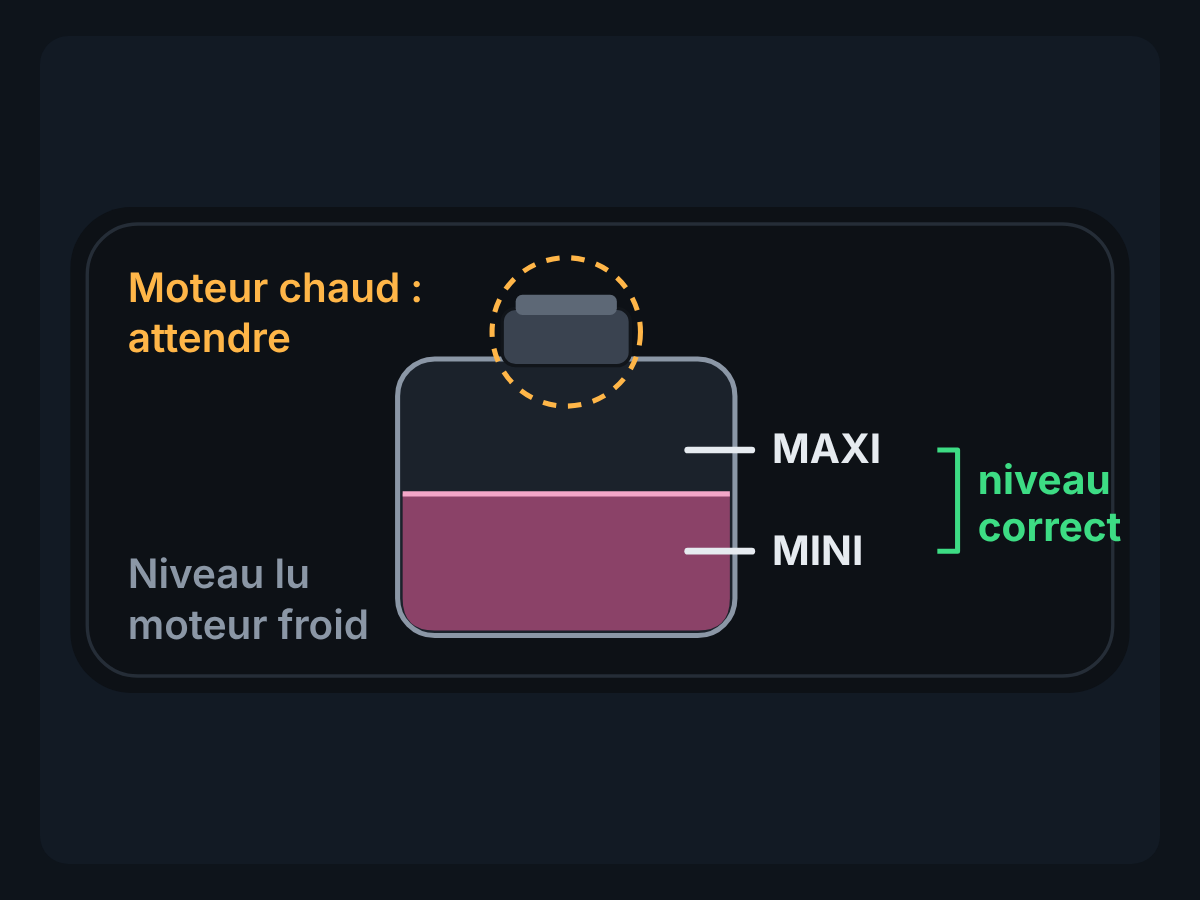 Moteur chaud :
attendre
MAXI
niveau
correct
MINI
Niveau lu
moteur froid